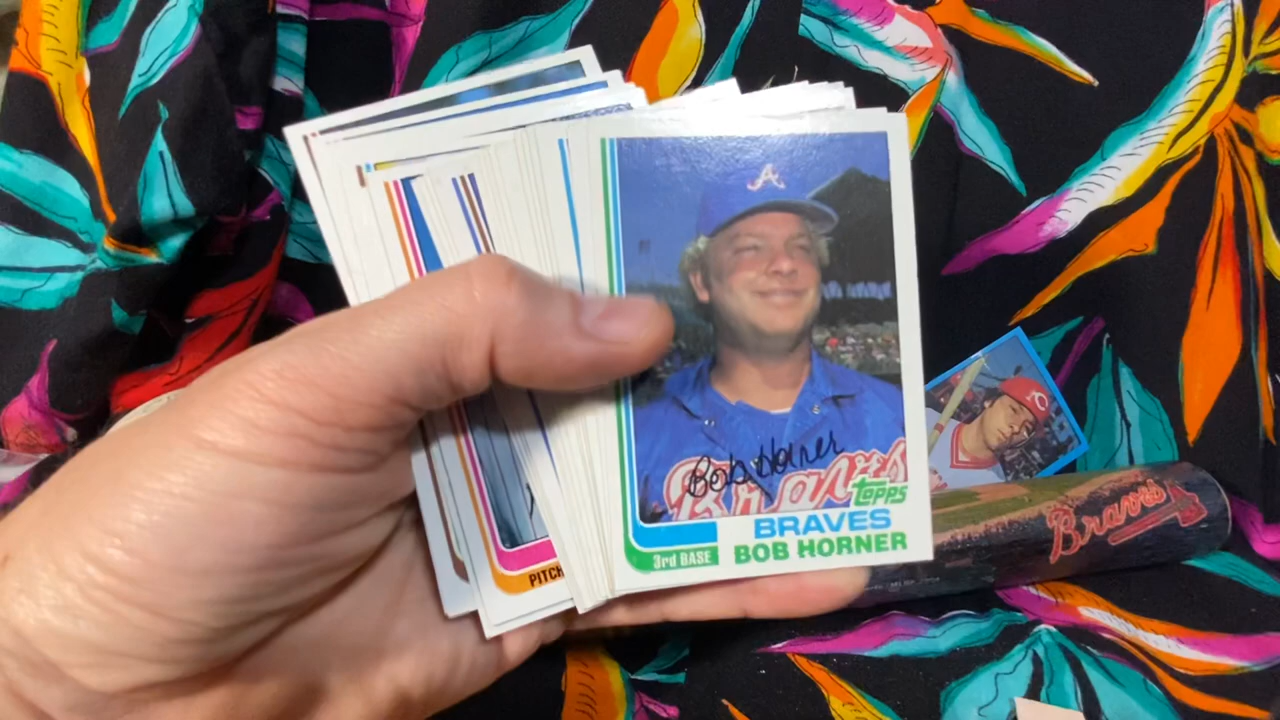 A
Bob Horner
Braves
topps
BRAVES
3rd BASE
BOB HORNER
PITCH
C
Braves